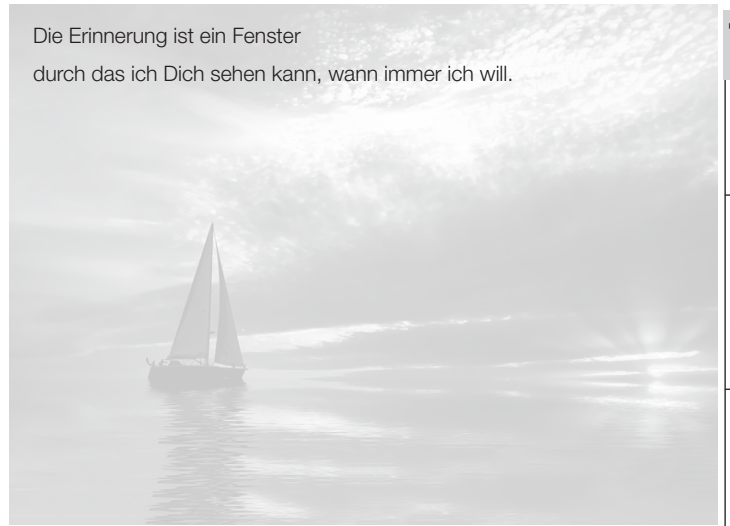 Die Erinnerung ist ein Fenster
durch das ich Dich sehen kann, wann immer ich will.